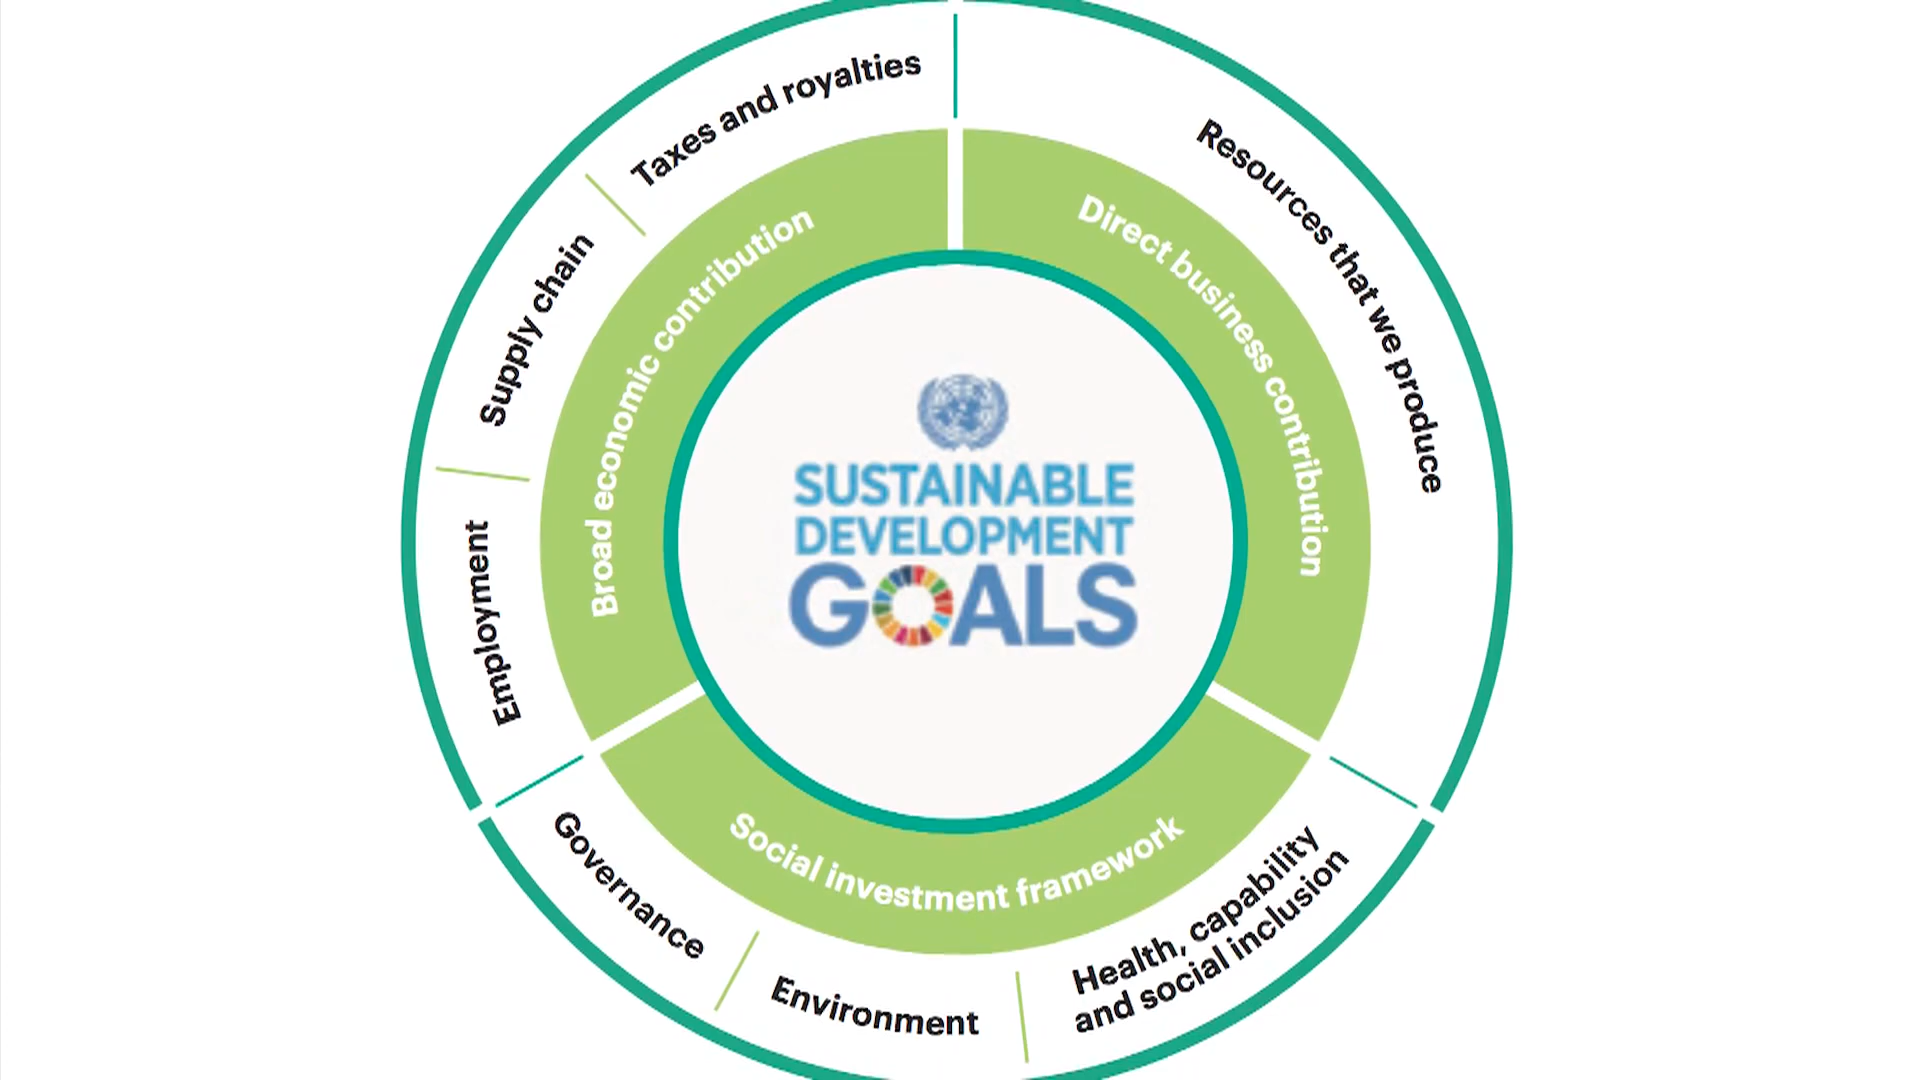 Taxes and royalties
Supply chain
Employment
Broad economic contribution
Resources that we produce
Direct business contribution
SUSTAINABLE
DEVELOPMENT
GOALS
Social investment framework
Governance
Environment
Health, capability
and social inclusion